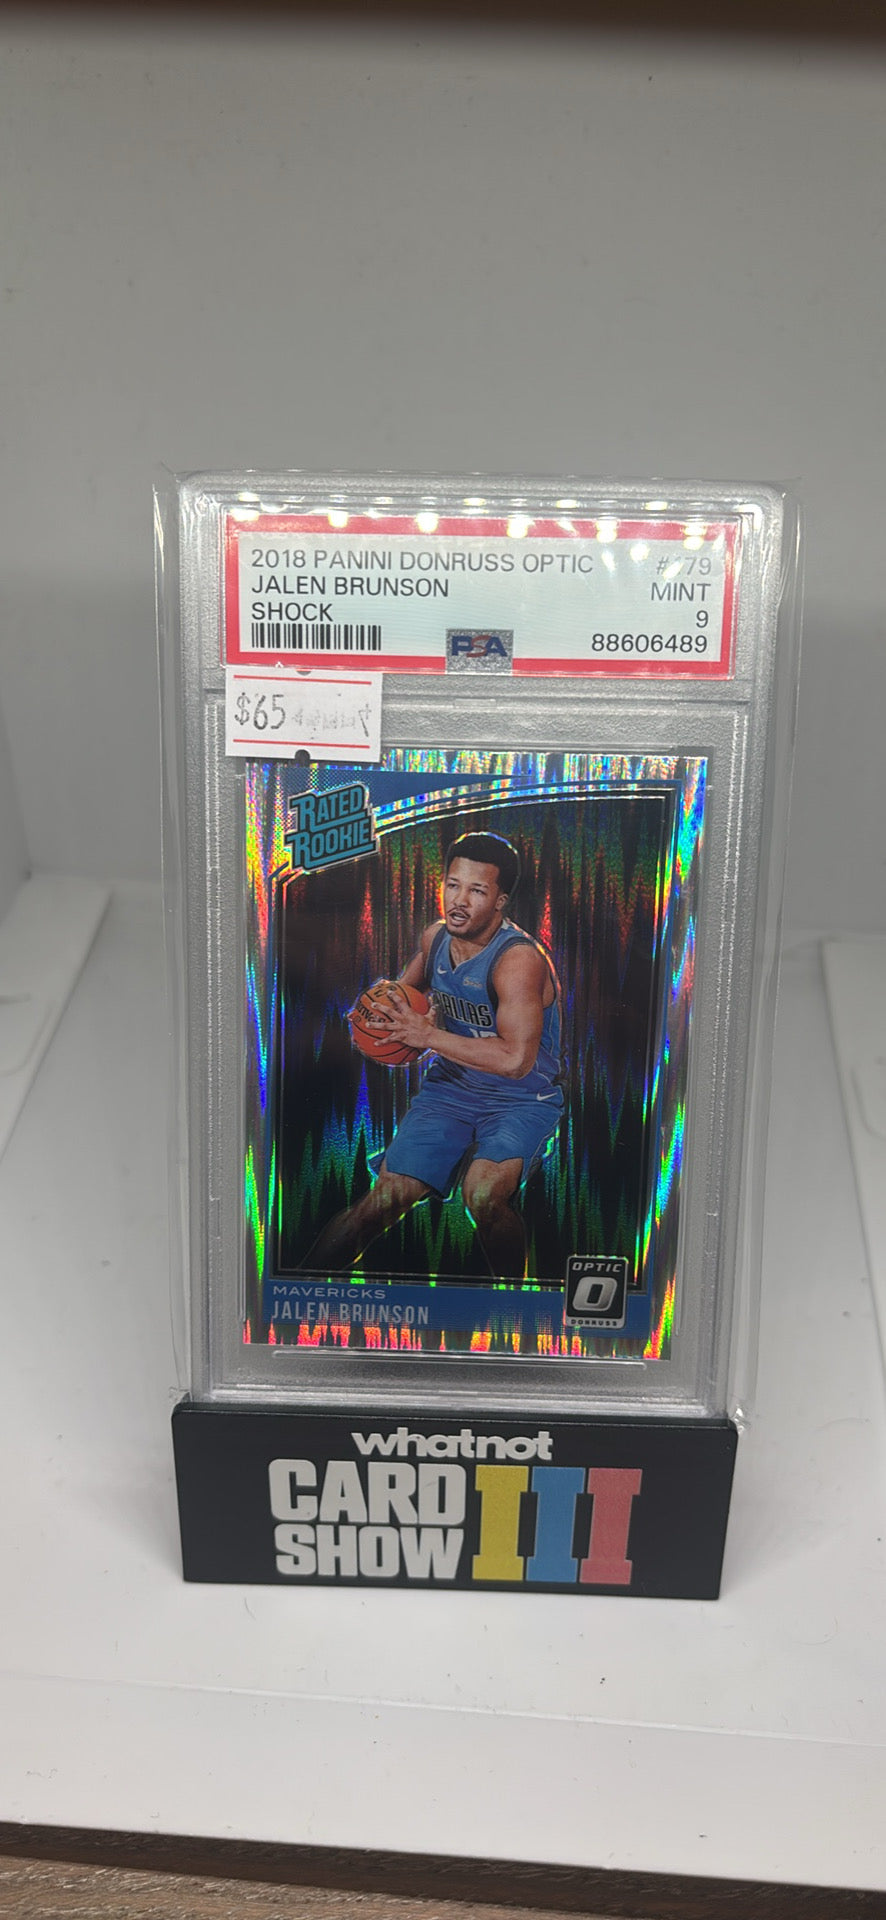 2018 PANINI DONRUSS OPTIC
JALEN BRUNSON MINT
SHOCK 9
PSA 88606489
$65
RATED
ROOKIE
DALLAS
OPTIC
O
DONRUSS
MAVERICKS
JALEN BRUNSON
whatnot
CARD
SHOW III